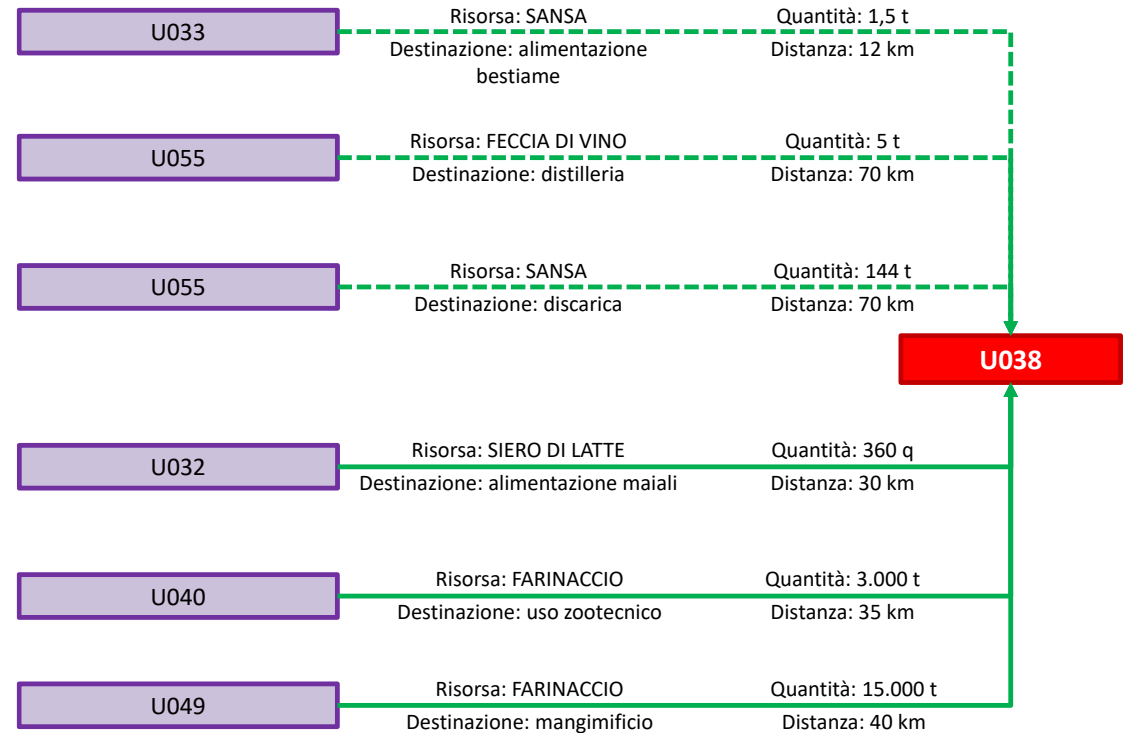 U033
Risorsa: SANSA
Quantità: 1,5 t
Destinazione: alimentazione
bestiame
Distanza: 12 km
U055
Risorsa: FECCIA DI VINO
Quantità: 5 t
Destinazione: distilleria
Distanza: 70 km
U055
Risorsa: SANSA
Quantità: 144 t
Destinazione: discarica
Distanza: 70 km
U038
U032
Risorsa: SIERO DI LATTE
Quantità: 360 q
Destinazione: alimentazione maiali
Distanza: 30 km
U040
Risorsa: FARINACCIO
Quantità: 3.000 t
Destinazione: uso zootecnico
Distanza: 35 km
U049
Risorsa: FARINACCIO
Quantità: 15.000 t
Destinazione: mangimificio
Distanza: 40 km